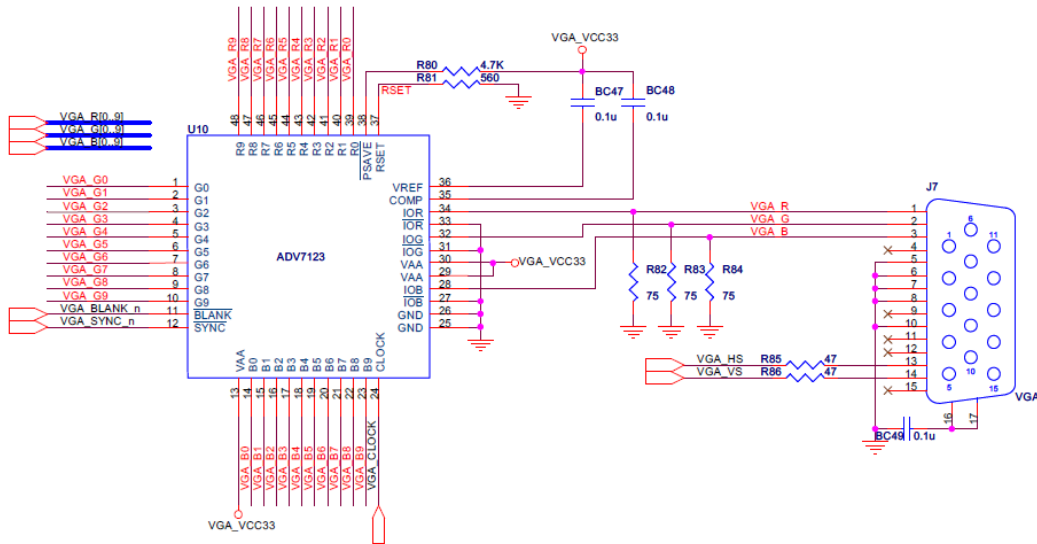 VGA_R9
VGA_R8
VGA_R7
VGA_R6
VGA_R5
VGA_R4
VGA_R3
VGA_R2
VGA_R1
VGA_R0
VGA_VCC33
R80 4.7K
R81 560
RSET
BC47
0.1u
BC48
0.1u
VGA_R[0..9]
VGA_G[0..9]
VGA_B[0..9]
U10
48 47 46 45 44 43 42 41 40 39 38 37
R9 R8 R7 R6 R5 R4 R3 R2 R1 R0 PSAVE RSET
VGA_G0 1 G0
VGA_G1 2 G1
VGA_G2 3 G2
VGA_G3 4 G3
VGA_G4 5 G4
VGA_G5 6 G5
VGA_G6 7 G6
VGA_G7 8 G7
VGA_G8 9 G8
VGA_G9 10 G9
VGA_BLANK_n 11 BLANK
VGA_SYNC_n 12 SYNC
ADV7123
VREF 36
COMP 35
IOR 34
IOR 33
IOG 32
IOG 31
VAA 30
VAA 29
IOB 28
IOB 27
GND 26
GND 25
VGA_VCC33
VGA_R
VGA_G
VGA_B
R82
75
R83
75
R84
75
VAA B0 B1 B2 B3 B4 B5 B6 B7 B8 B9 CLOCK
13 14 15 16 17 18 19 20 21 22 23 24
VGA_B0
VGA_B1
VGA_B2
VGA_B3
VGA_B4
VGA_B5
VGA_B6
VGA_B7
VGA_B8
VGA_B9
VGA_CLOCK
VGA_VCC33
VGA_HS R85 47
VGA_VS R86 47
J7
1
2
3
4
5
6
7
8
9
10
11
12
13
14
15
6
1 11
10
5 15
VGA
16 17
BC49 0.1u